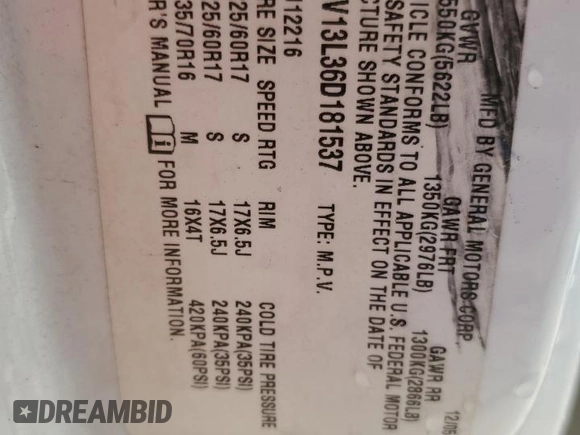 MFD BY GENERAL MOTORS CORP 12/05
GVWR GAWR FRT GAWR RR
550KG(5622LB) 1350KG(2976LB) 1300KG(2866LB)
ICLE CONFORMS TO ALL APPLICABLE U.S. FEDERAL MOTOR
SAFETY STANDARDS IN EFFECT ON THE DATE OF
CTURE SHOWN ABOVE.
V13L36D181537 TYPE: M.P.V.
12216
RE SIZE SPEED RTG RIM COLD TIRE PRESSURE
25/60R17 S 17X6.5J 240KPA(35PSI)
25/60R17 S 17X6.5J 240KPA(35PSI)
35/70R16 M 16X4T 420KPA(60PSI)
R'S MANUAL FOR MORE INFORMATION.
DREAMBID